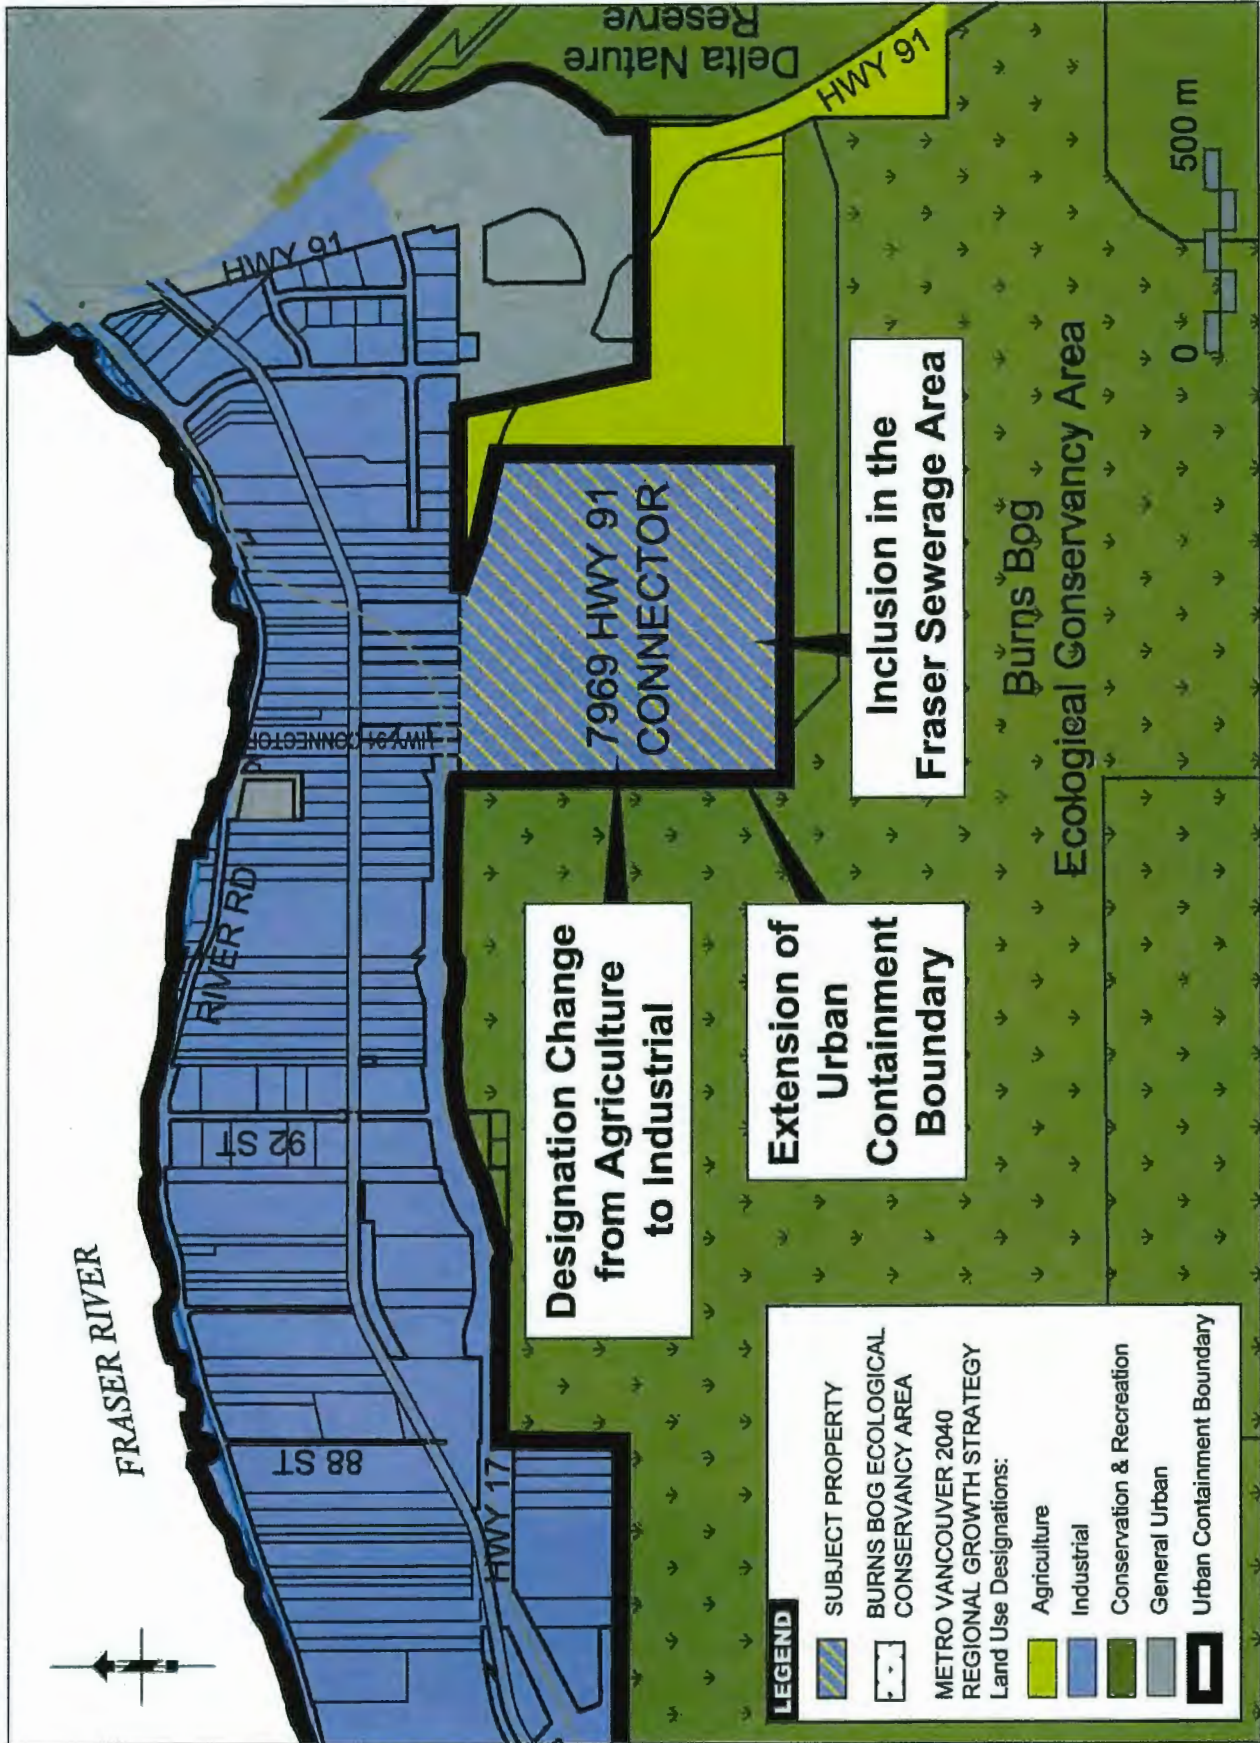 FRASER RIVER
88 ST
92 ST
RIVER RD
HWY 17
HWY 91 CONNECTOR
HWY 91
7969 HWY 91
CONNECTOR
Delta Nature
Reserve
HWY 91
Designation Change
from Agriculture
to Industrial
Extension of
Urban
Containment
Boundary
Inclusion in the
Fraser Sewerage Area
Burns Bog
Ecological Conservancy Area
0 500 m
LEGEND
SUBJECT PROPERTY
BURNS BOG ECOLOGICAL
CONSERVANCY AREA
METRO VANCOUVER 2040
REGIONAL GROWTH STRATEGY
Land Use Designations:
Agriculture
Industrial
Conservation & Recreation
General Urban
Urban Containment Boundary